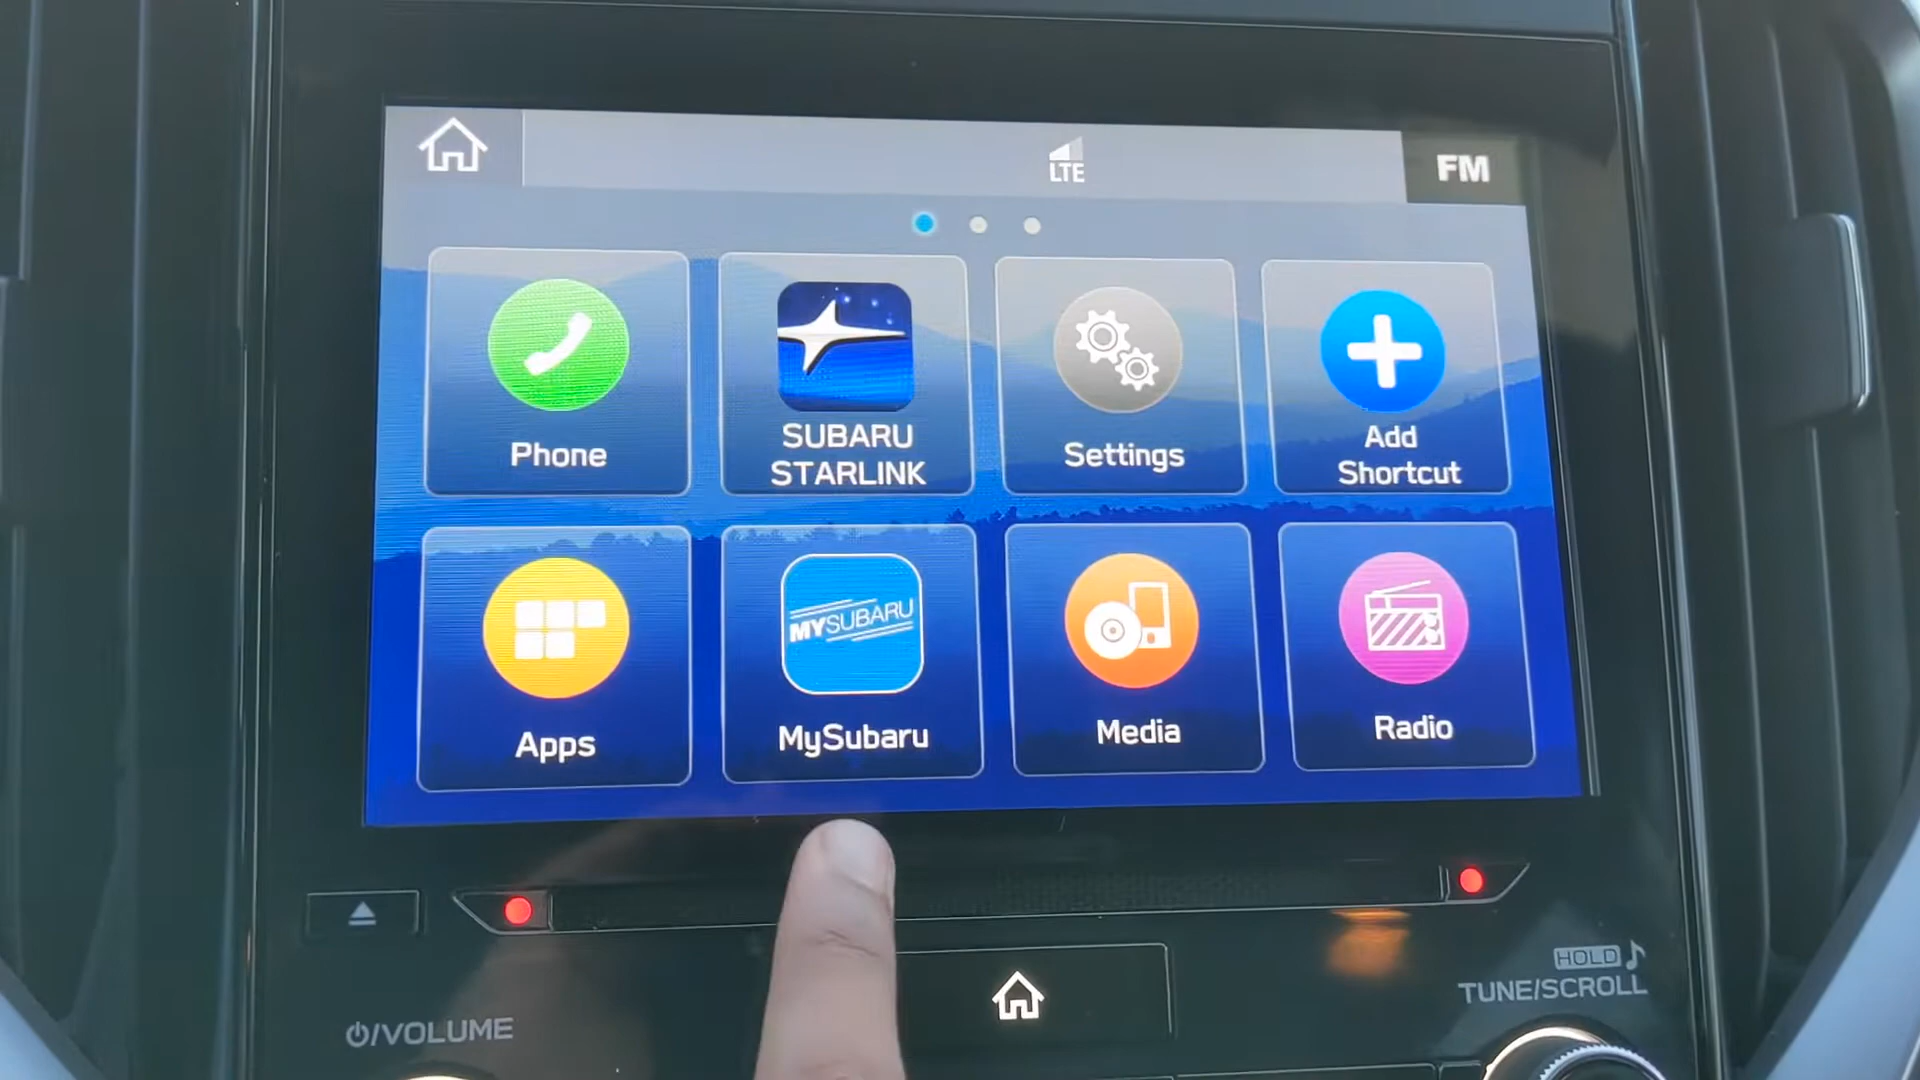 LTE
FM
Phone
SUBARU
STARLINK
Settings
Add
Shortcut
Apps
MYSUBARU
MySubaru
Media
Radio
HOLD
TUNE/SCROLL
/VOLUME